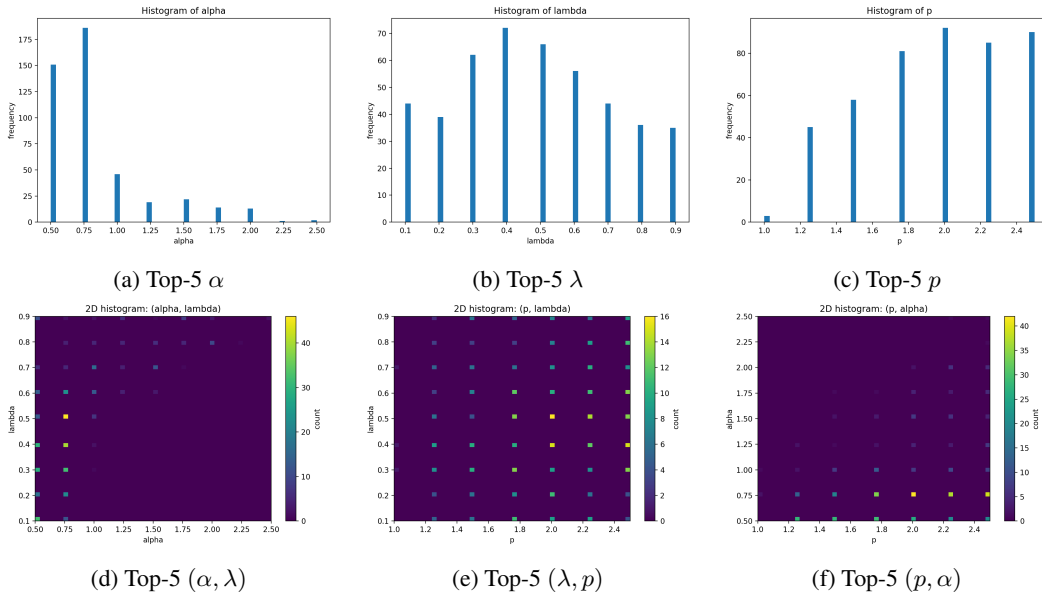 Histogram of alpha
175
150
125
100
75
50
25
0
frequency
0.50 0.75 1.00 1.25 1.50 1.75 2.00 2.25 2.50
alpha
(a) Top-5 α
Histogram of lambda
70
60
50
40
30
20
10
0
frequency
0.1 0.2 0.3 0.4 0.5 0.6 0.7 0.8 0.9
lambda
(b) Top-5 λ
Histogram of p
80
60
40
20
0
frequency
1.0 1.2 1.4 1.6 1.8 2.0 2.2 2.4
p
(c) Top-5 p
2D histogram: (alpha, lambda)
0.9
0.8
0.7
0.6
0.5
0.4
0.3
0.2
0.1
lambda
0.50 0.75 1.00 1.25 1.50 1.75 2.00 2.25 2.50
alpha
40
30
20
10
0
count
(d) Top-5 (α, λ)
2D histogram: (p, lambda)
0.9
0.8
0.7
0.6
0.5
0.4
0.3
0.2
0.1
lambda
1.0 1.2 1.4 1.6 1.8 2.0 2.2 2.4
p
16
14
12
10
8
6
4
2
0
count
(e) Top-5 (λ, p)
2D histogram: (p, alpha)
2.50
2.25
2.00
1.75
1.50
1.25
1.00
0.75
0.50
alpha
1.0 1.2 1.4 1.6 1.8 2.0 2.2 2.4
p
40
35
30
25
20
15
10
5
0
count
(f) Top-5 (p, α)